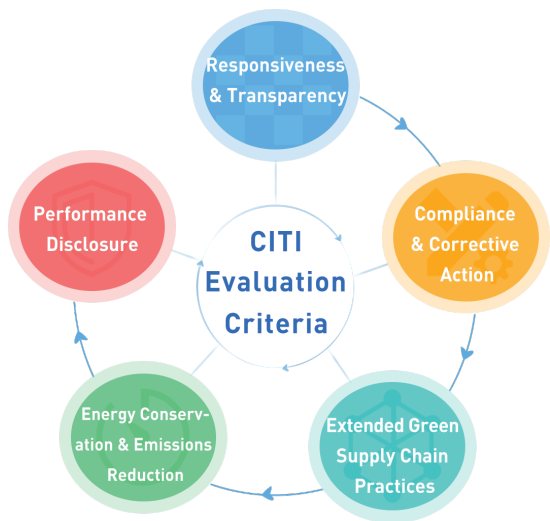 Responsiveness
& Transparency
Compliance
& Corrective
Action
Extended Green
Supply Chain
Practices
Energy Conserv-
ation & Emissions
Reduction
Performance
Disclosure
CITI
Evaluation
Criteria